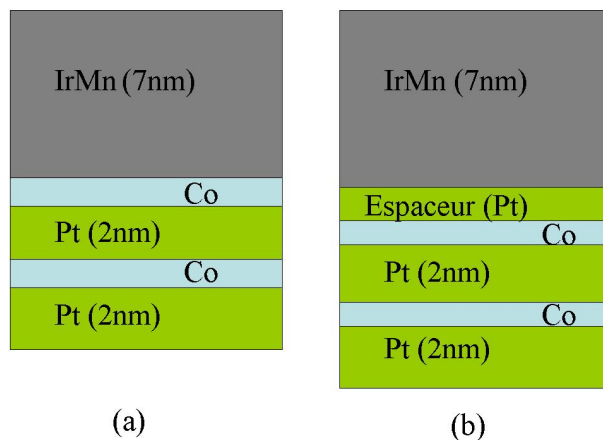 IrMn (7nm)
Co
Pt (2nm)
Co
Pt (2nm)
(a)
IrMn (7nm)
Espaceur (Pt)
Co
Pt (2nm)
Co
Pt (2nm)
(b)